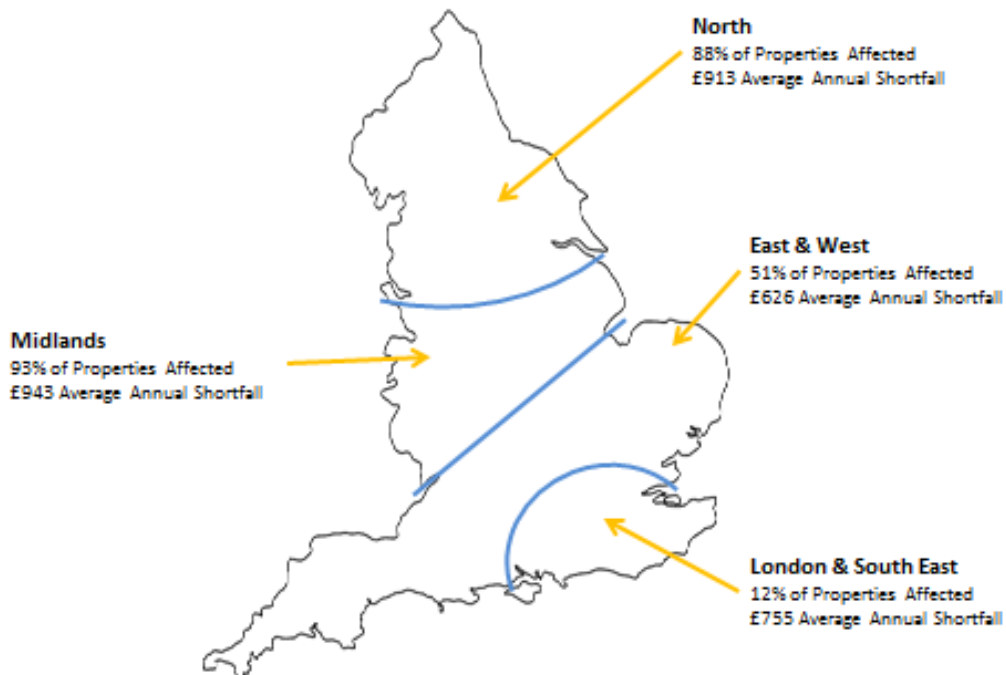 North
88% of Properties Affected
£913 Average Annual Shortfall
East & West
51% of Properties Affected
£626 Average Annual Shortfall
Midlands
93% of Properties Affected
£943 Average Annual Shortfall
London & South East
12% of Properties Affected
£755 Average Annual Shortfall